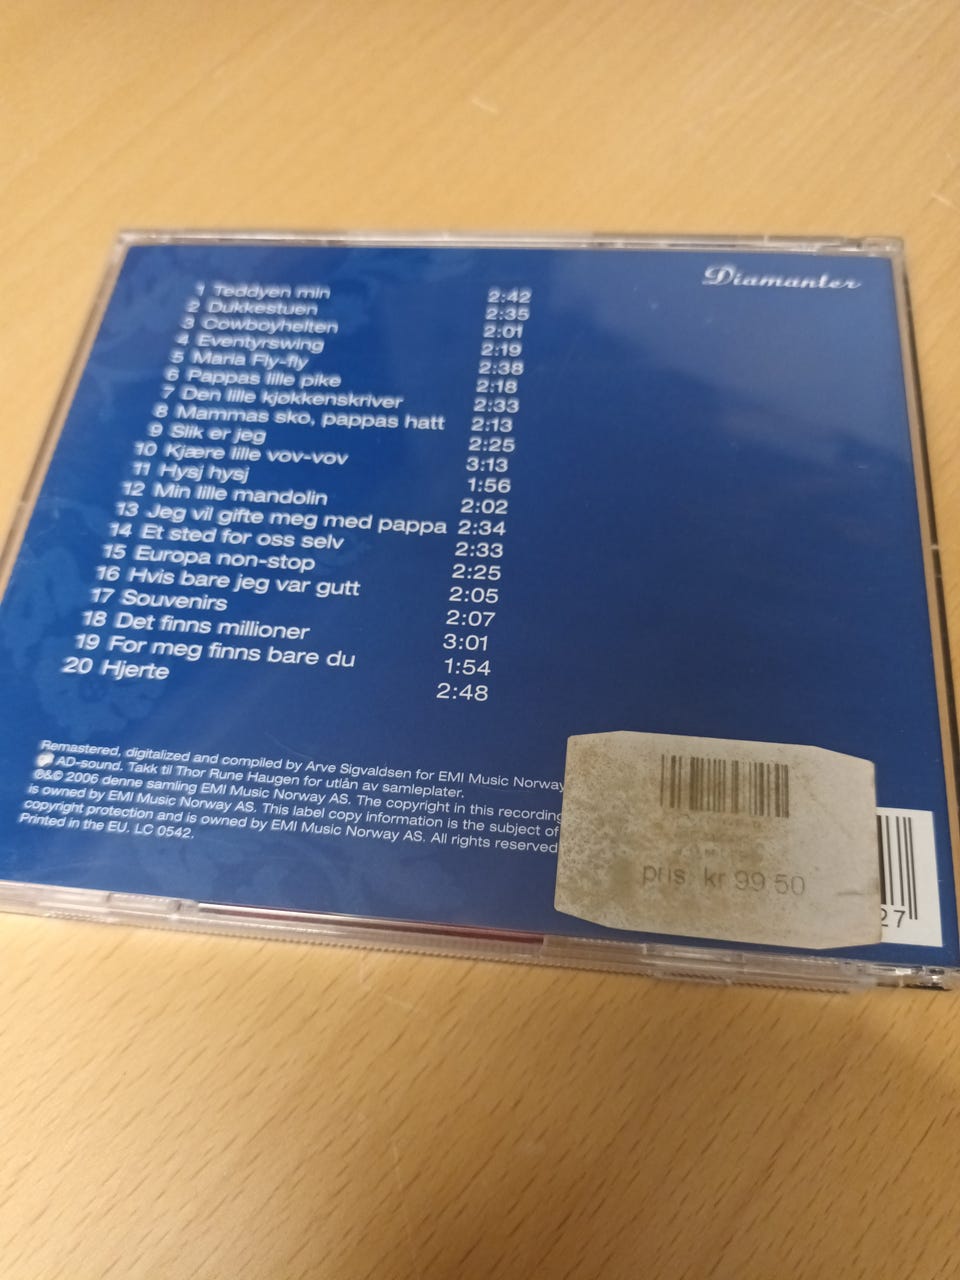 Diamanter
1 Teddyen min 2:42
2 Dukkestuen 2:35
3 Cowboyhelten 2:01
4 Eventyrswing 2:19
5 Maria Fly-fly 2:38
6 Pappas lille pike 2:18
7 Den lille kjøkkenskriver 2:33
8 Mammas sko, pappas hatt 2:13
9 Slik er jeg 2:25
10 Kjære lille vov-vov 3:13
11 Hysj hysj 1:56
12 Min lille mandolin 2:02
13 Jeg vil gifte meg med pappa 2:34
14 Et sted for oss selv 2:33
15 Europa non-stop 2:25
16 Hvis bare jeg var gutt 2:05
17 Souvenirs 2:07
18 Det finns millioner 3:01
19 For meg finns bare du 1:54
20 Hjerte 2:48
Remastered, digitalized and compiled by Arve Sigvaldsen for EMI Music Norway
AD-sound. Takk til Thor Rune Haugen for utlån av samleplater.
℗&© 2006 denne samling EMI Music Norway AS. The copyright in this recording
is owned by EMI Music Norway AS. This label copy information is the subject of
copyright protection and is owned by EMI Music Norway AS. All rights reserved
Printed in the EU. LC 0542.
pris kr 99.50
27